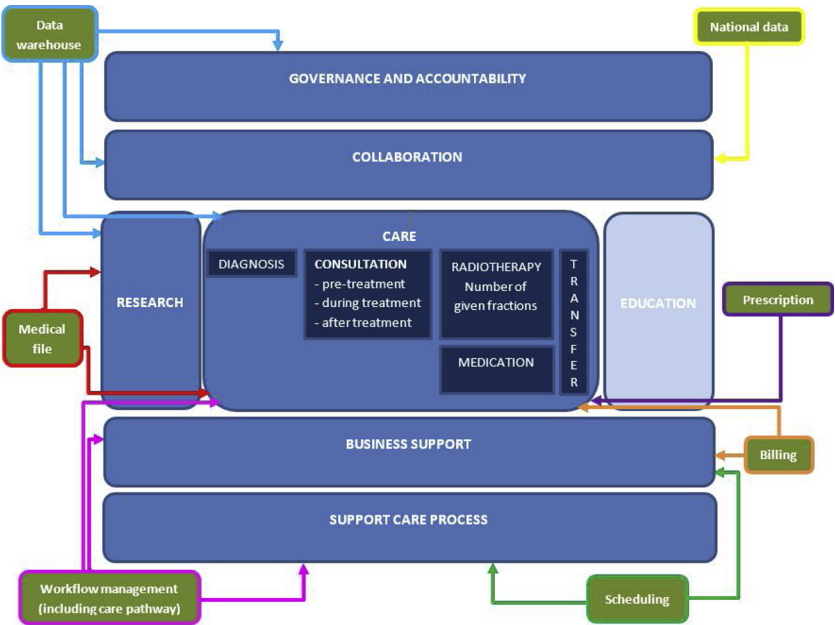 Data
warehouse
National data
GOVERNANCE AND ACCOUNTABILITY
COLLABORATION
CARE
DIAGNOSIS
CONSULTATION
- pre-treatment
- during treatment
- after treatment
RADIOTHERAPY
Number of
given fractions
MEDICATION
T
R
A
N
S
F
E
R
RESEARCH
EDUCATION
Prescription
Medical
file
BUSINESS SUPPORT
Billing
SUPPORT CARE PROCESS
Workflow management
(including care pathway)
Scheduling